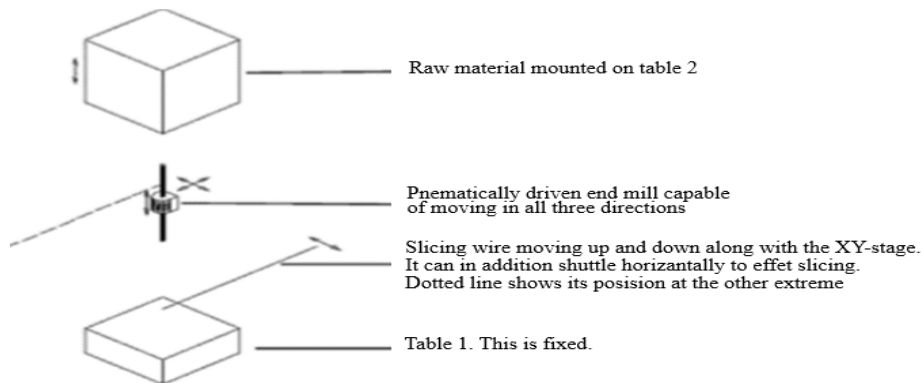 Raw material mounted on table 2
Pnematically driven end mill capable
of moving in all three directions
Slicing wire moving up and down along with the XY-stage.
It can in addition shuttle horizantally to effet slicing.
Dotted line shows its posision at the other extreme
Table 1. This is fixed.